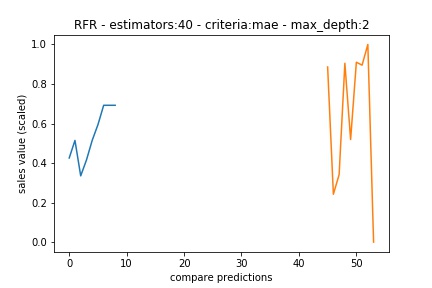 RFR - estimators:40 - criteria:mae - max_depth:2
1.0
0.8
0.6
0.4
0.2
0.0
sales value (scaled)
0 10 20 30 40 50
compare predictions